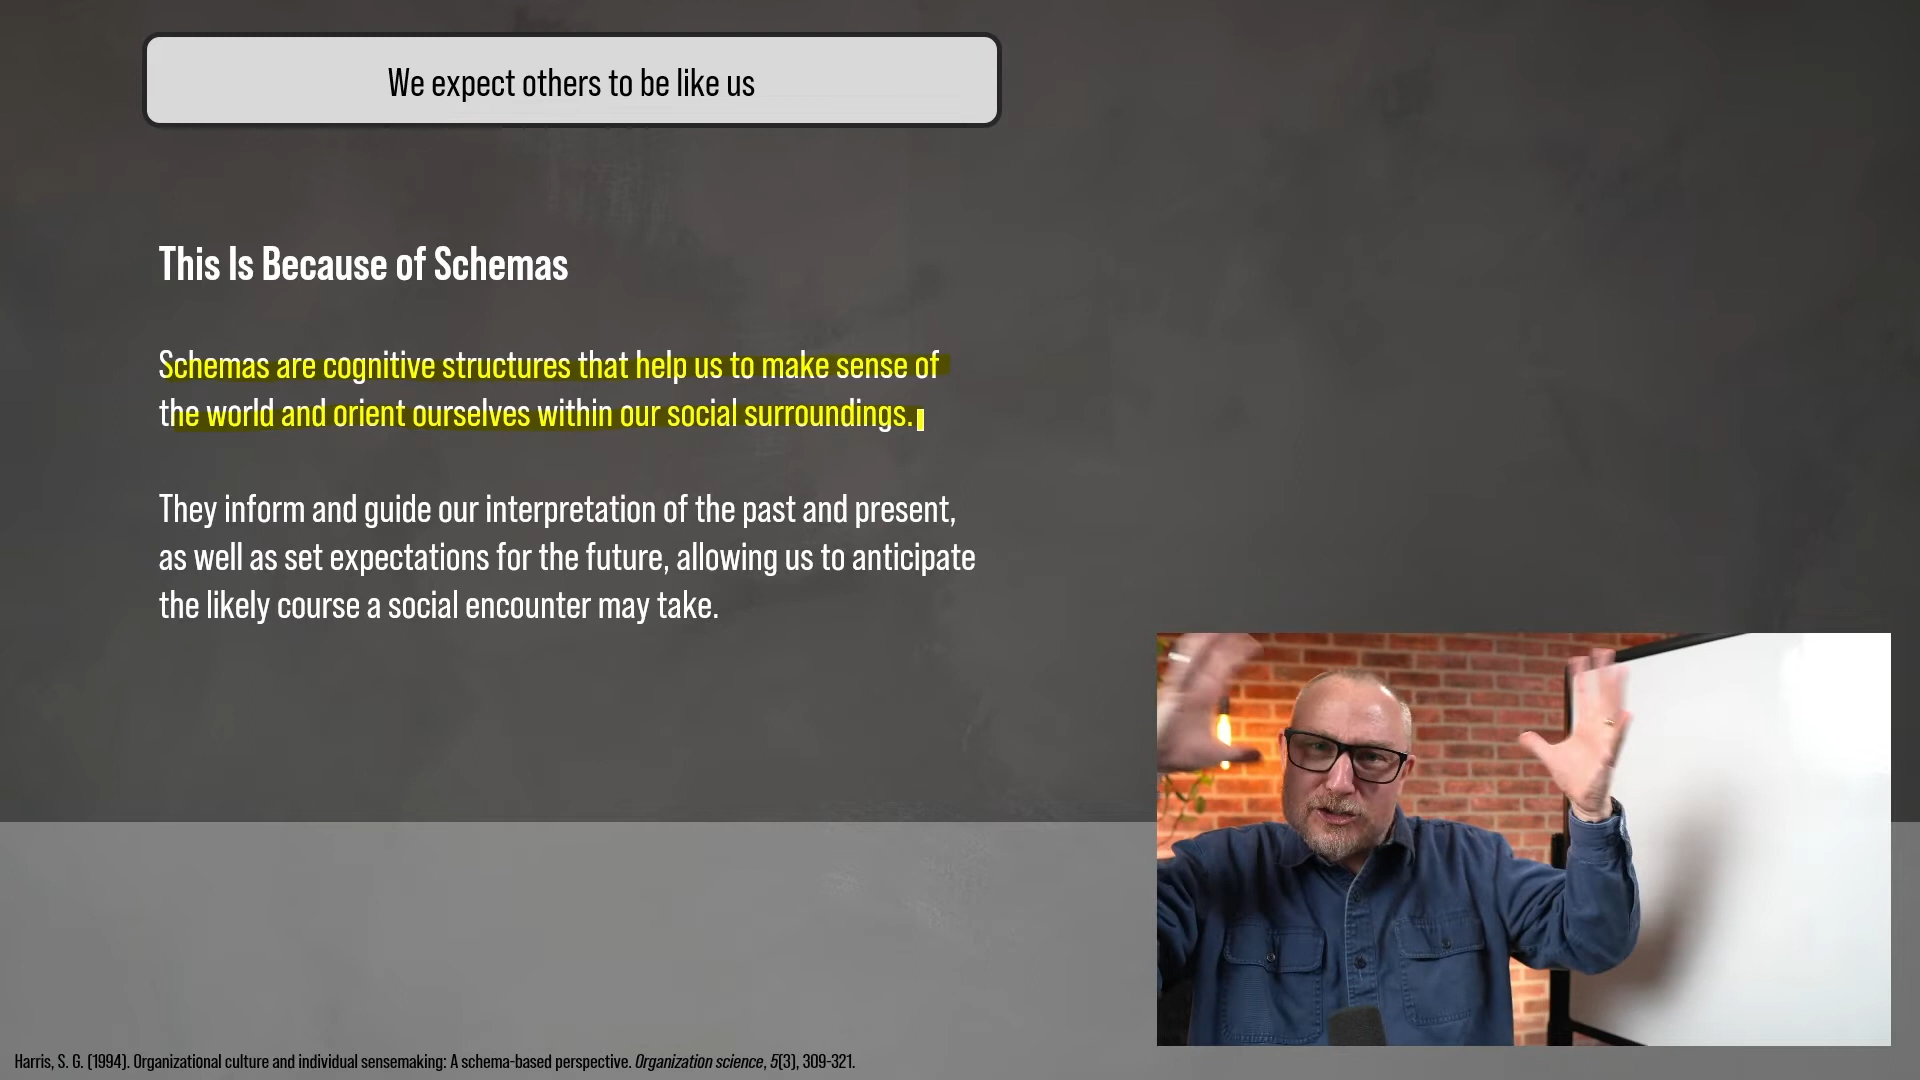 We expect others to be like us
This Is Because of Schemas
Schemas are cognitive structures that help us to make sense of
the world and orient ourselves within our social surroundings.
They inform and guide our interpretation of the past and present,
as well as set expectations for the future, allowing us to anticipate
the likely course a social encounter may take.
Harris, S. G. (1994). Organizational culture and individual sensemaking: A schema-based perspective. Organization science, 5(3), 309-321.